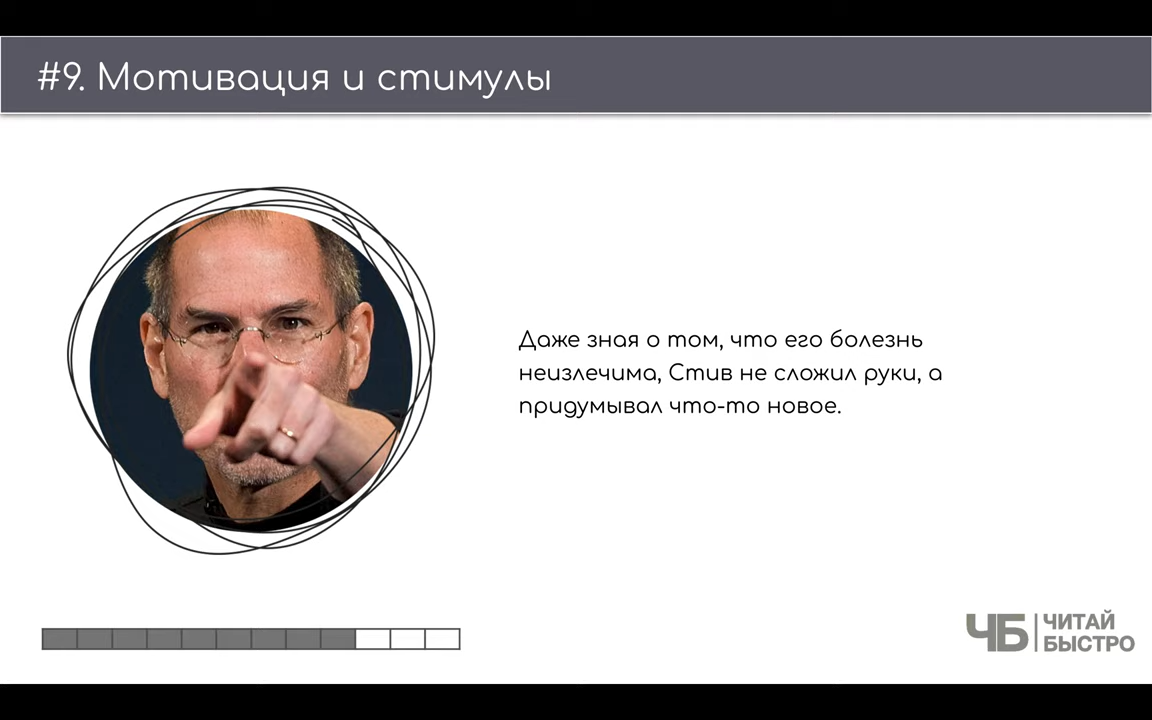 #9. Мотивация и стимулы
Даже зная о том, что его болезнь
неизлечима, Стив не сложил руки, а
придумывал что-то новое.
ЧБ
ЧИТАЙ
БЫСТРО